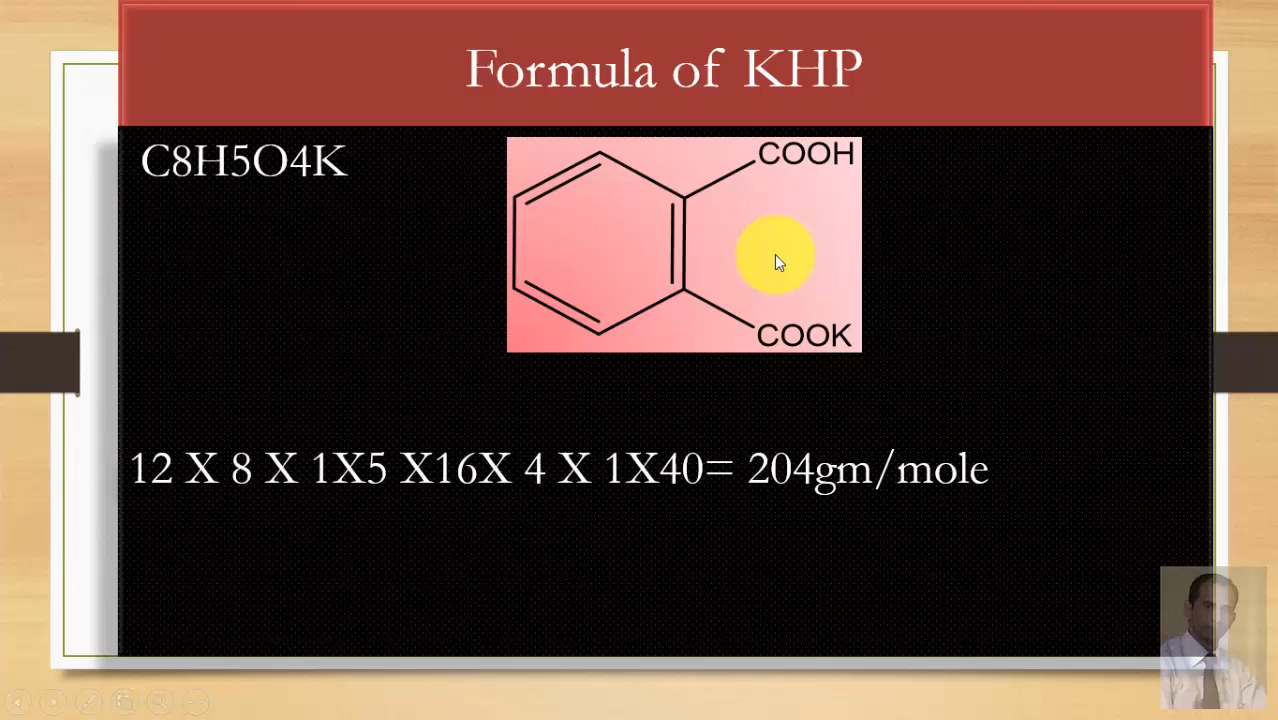 Formula of KHP
C8H5O4K
COOH
COOK
12 X 8 X 1X5 X16X 4 X 1X40= 204gm/mole